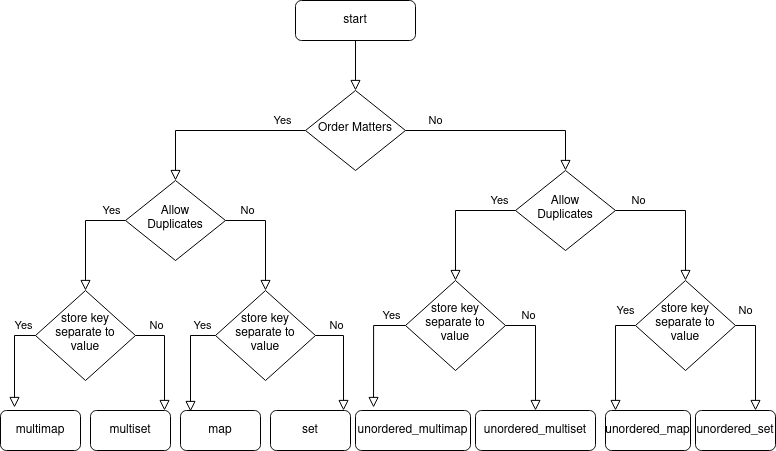 start
Order Matters
Yes
No
Allow
Duplicates
Yes
No
Allow
Duplicates
Yes
No
store key
separate to
value
Yes
No
store key
separate to
value
Yes
No
store key
separate to
value
Yes
No
store key
separate to
value
Yes
No
multimap
multiset
map
set
unordered_multimap
unordered_multiset
unordered_map
unordered_set